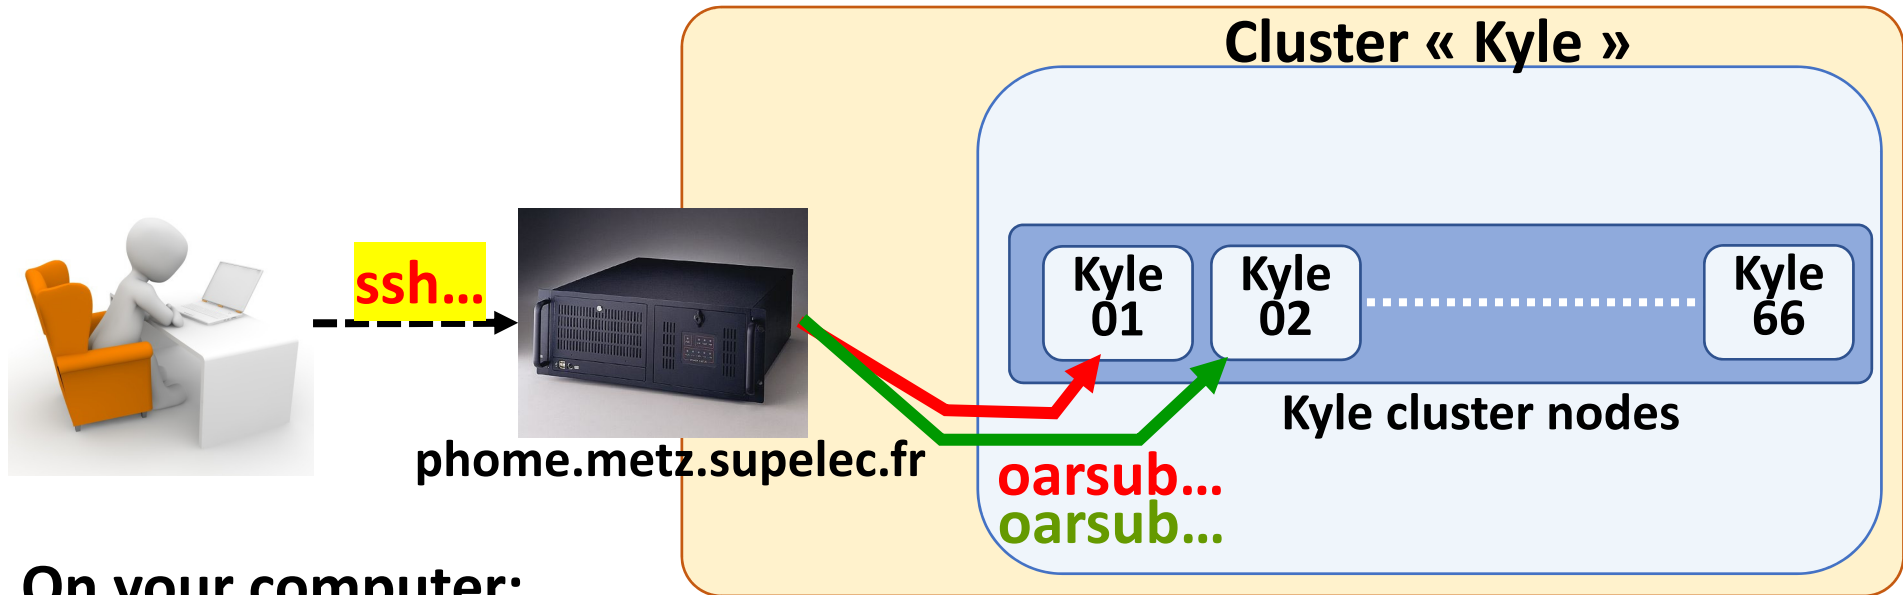 Cluster « Kyle »
ssh...
Kyle
01
Kyle
02
Kyle
66
Kyle cluster nodes
phome.metz.supelec.fr
oarsub...
oarsub...
On your computer: